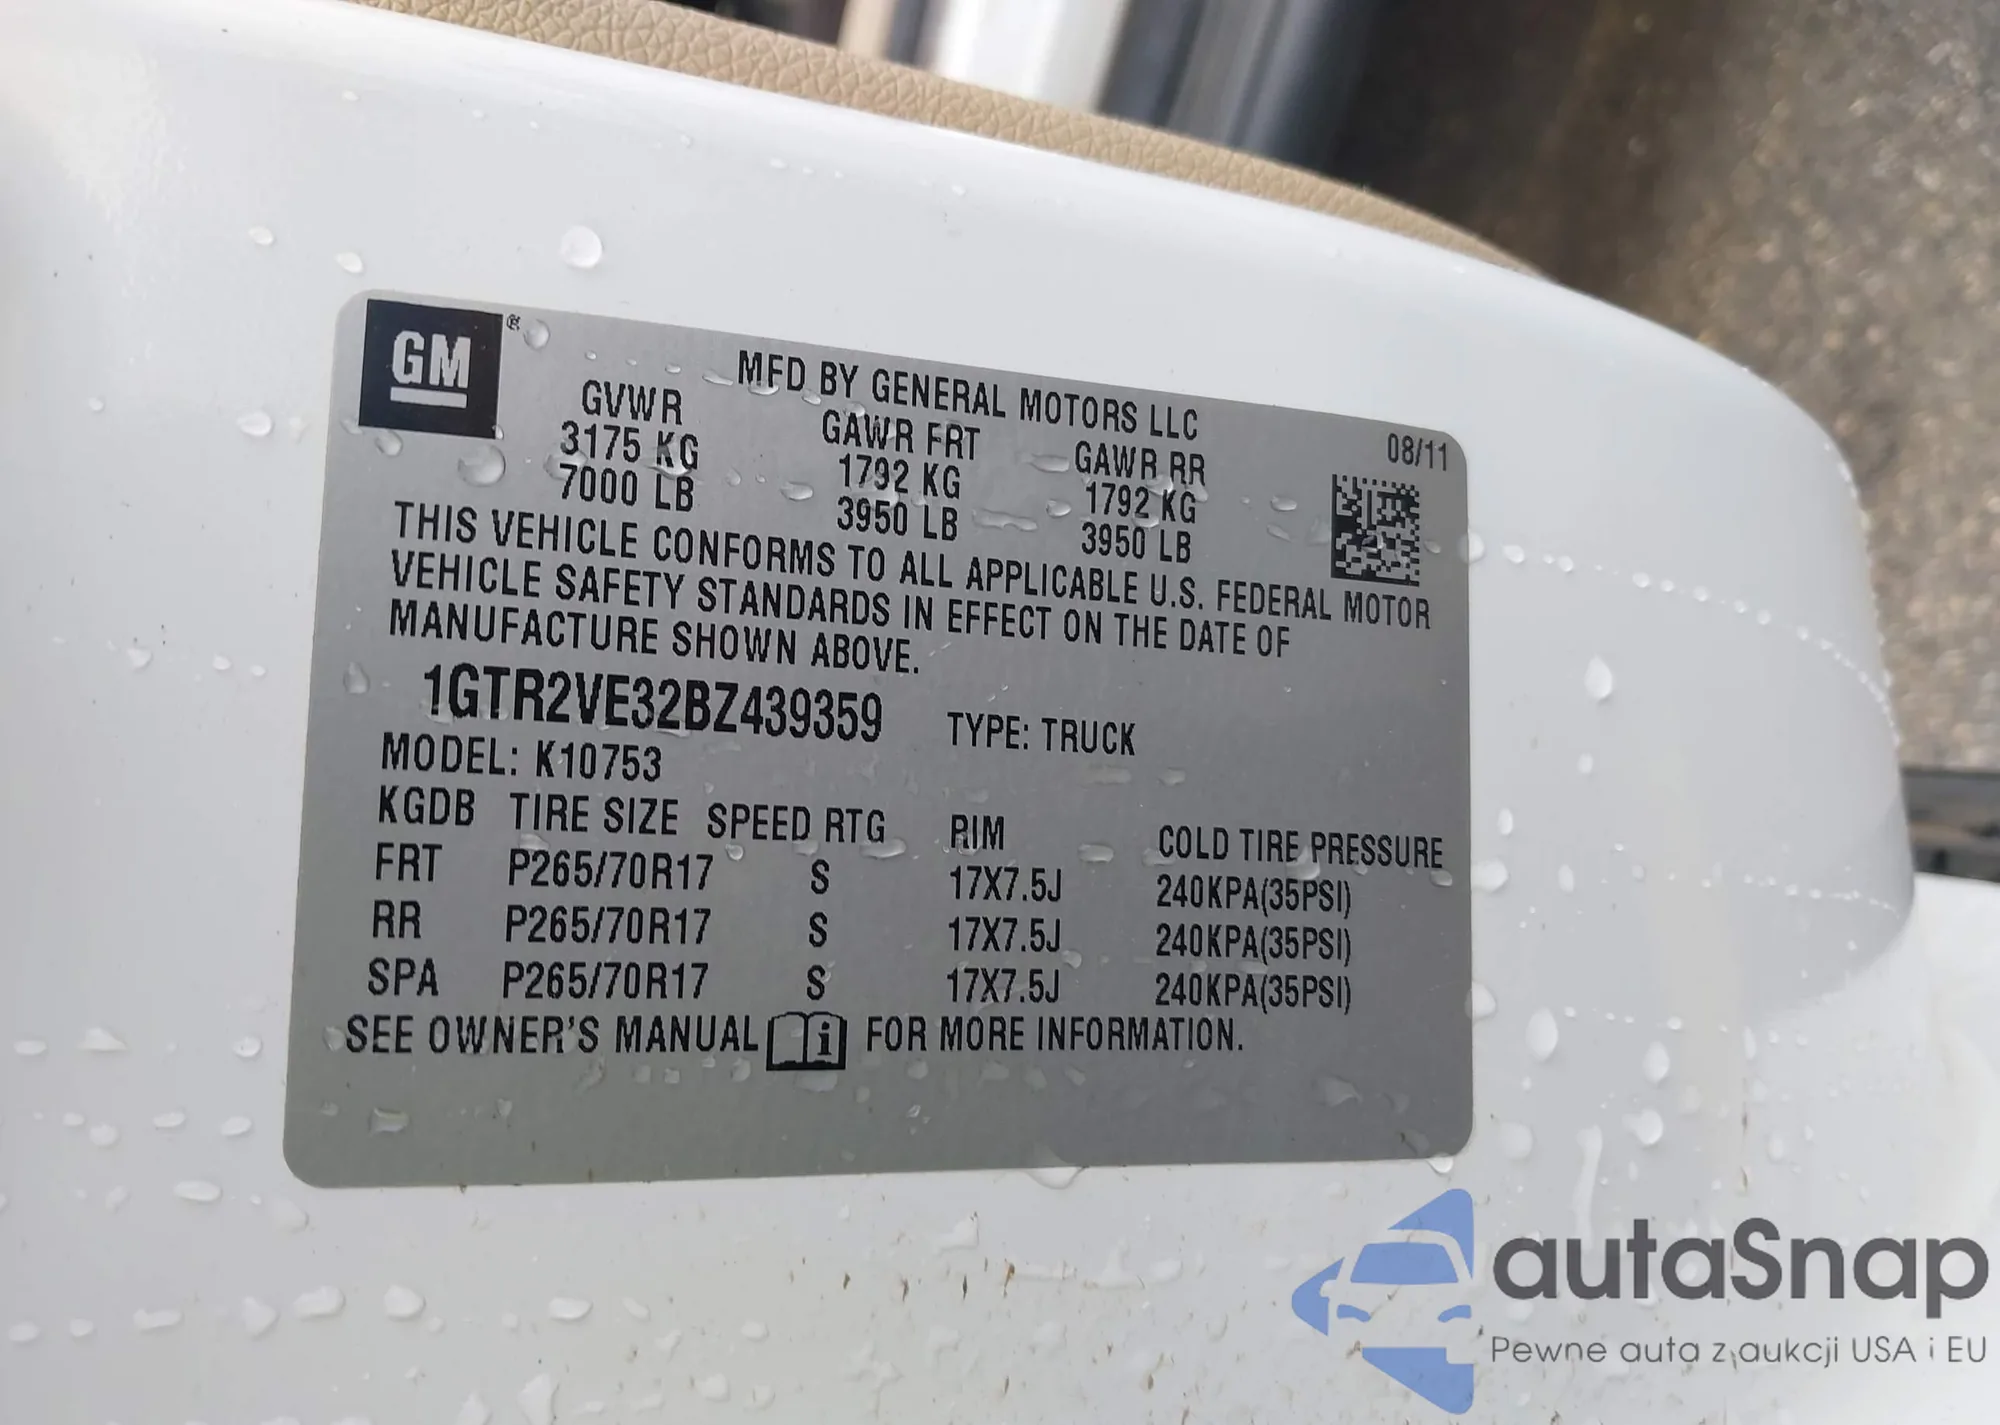 GM ®
MFD BY GENERAL MOTORS LLC
08/11
GVWR GAWR FRT GAWR RR
3175 KG 1792 KG 1792 KG
7000 LB 3950 LB 3950 LB
THIS VEHICLE CONFORMS TO ALL APPLICABLE U.S. FEDERAL MOTOR
VEHICLE SAFETY STANDARDS IN EFFECT ON THE DATE OF
MANUFACTURE SHOWN ABOVE.
1GTR2VE32BZ439359 TYPE: TRUCK
MODEL: K10753
KGDB TIRE SIZE SPEED RTG RIM COLD TIRE PRESSURE
FRT P265/70R17 S 17X7.5J 240KPA(35PSI)
RR P265/70R17 S 17X7.5J 240KPA(35PSI)
SPA P265/70R17 S 17X7.5J 240KPA(35PSI)
SEE OWNER'S MANUAL i FOR MORE INFORMATION.
autaSnap
Pewne auta z aukcji USA i EU